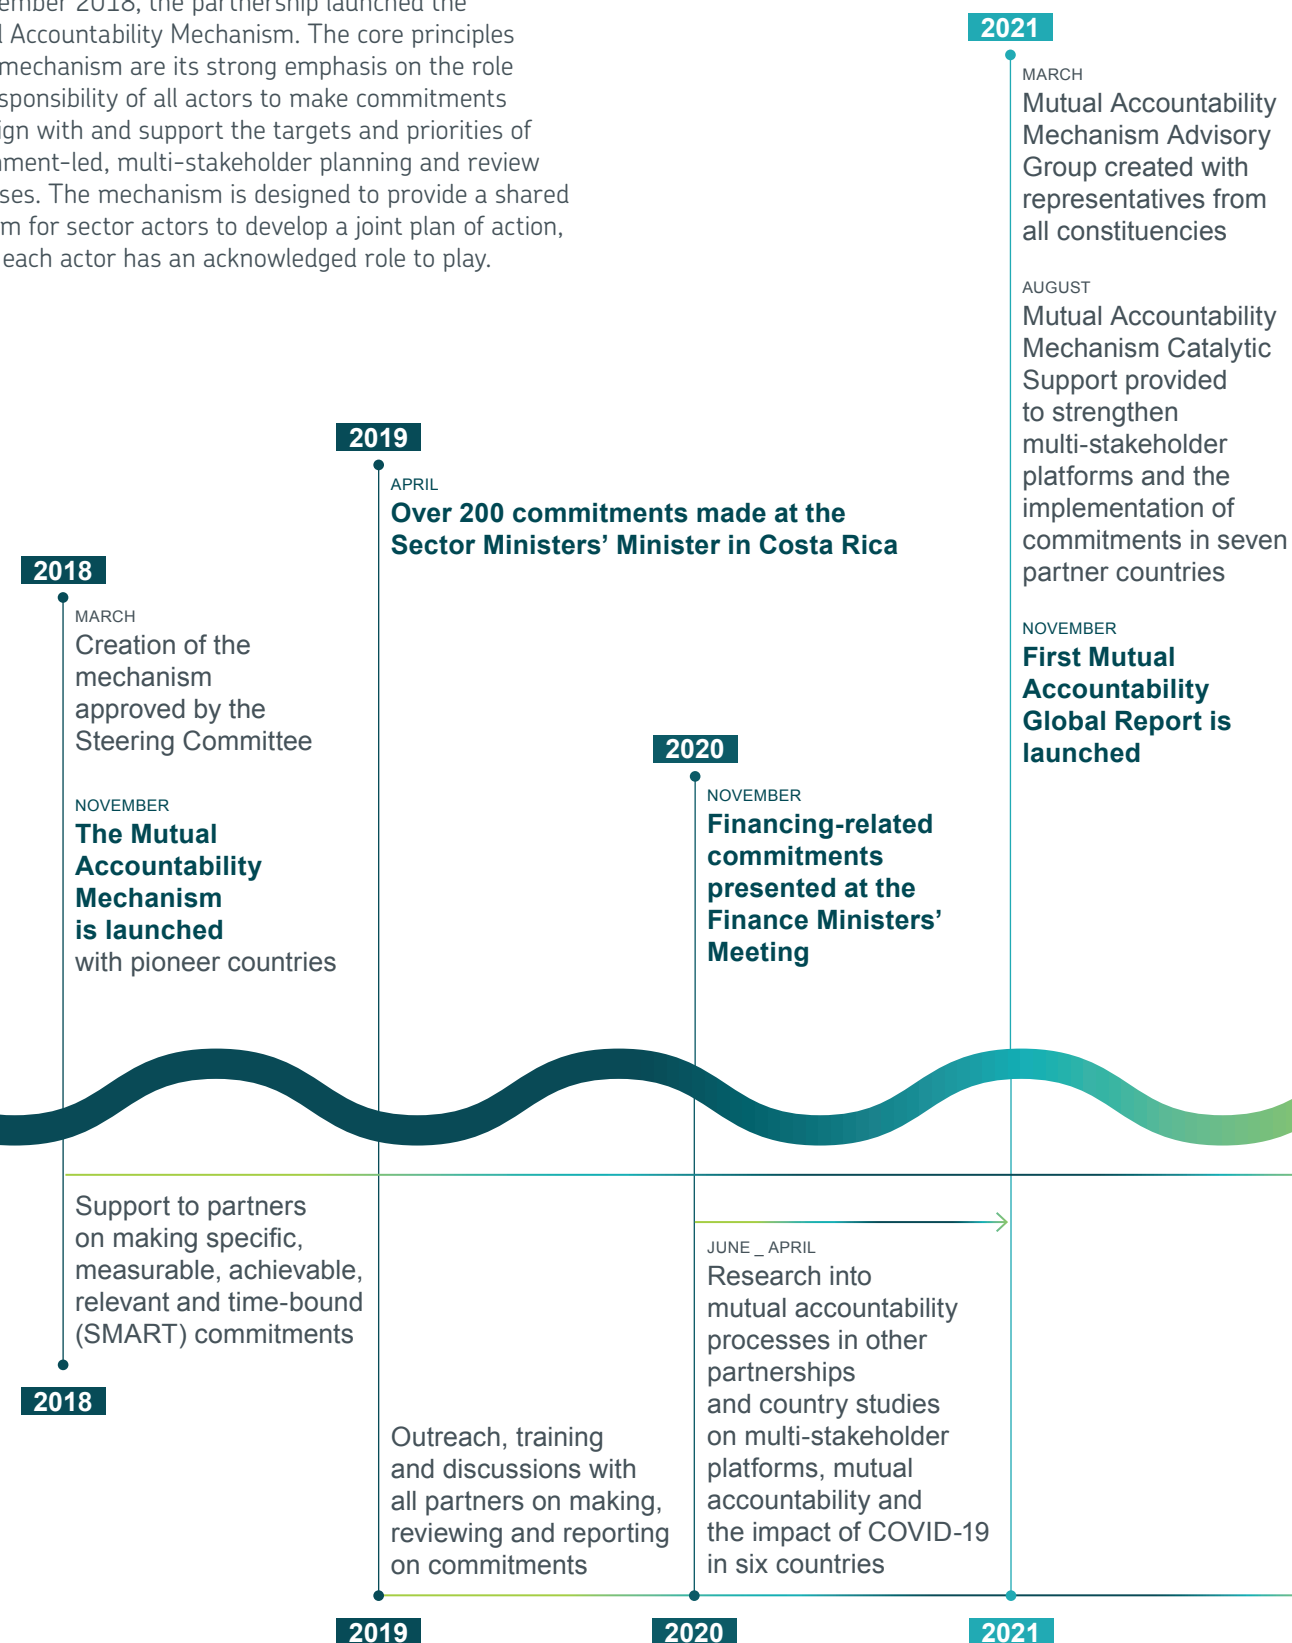 ember 2018, the partnership launched the
l Accountability Mechanism. The core principles
mechanism are its strong emphasis on the role
sponsibility of all actors to make commitments
ign with and support the targets and priorities of
nment-led, multi-stakeholder planning and review
ses. The mechanism is designed to provide a shared
m for sector actors to develop a joint plan of action,
each actor has an acknowledged role to play.
2018
MARCH
Creation of the
mechanism
approved by the
Steering Committee
NOVEMBER
The Mutual
Accountability
Mechanism
is launched
with pioneer countries
2019
APRIL
Over 200 commitments made at the
Sector Ministers’ Minister in Costa Rica
2020
NOVEMBER
Financing-related
commitments
presented at the
Finance Ministers’
Meeting
2021
MARCH
Mutual Accountability
Mechanism Advisory
Group created with
representatives from
all constituencies
AUGUST
Mutual Accountability
Mechanism Catalytic
Support provided
to strengthen
multi-stakeholder
platforms and the
implementation of
commitments in seven
partner countries
NOVEMBER
First Mutual
Accountability
Global Report is
launched
Support to partners
on making specific,
measurable, achievable,
relevant and time-bound
(SMART) commitments
2018
Outreach, training
and discussions with
all partners on making,
reviewing and reporting
on commitments
2019
JUNE _ APRIL
Research into
mutual accountability
processes in other
partnerships
and country studies
on multi-stakeholder
platforms, mutual
accountability and
the impact of COVID-19
in six countries
2020
2021